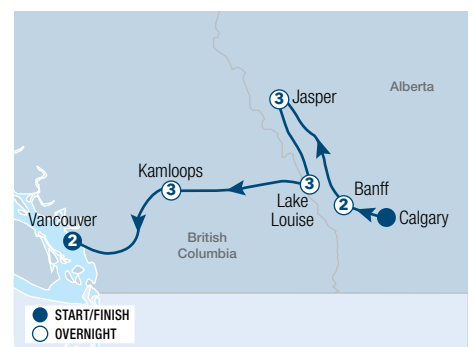 Alberta
3
Jasper
Kamloops
3
3
Lake
Louise
Banff
2
Calgary
Vancouver
2
British
Columbia
START/FINISH
OVERNIGHT